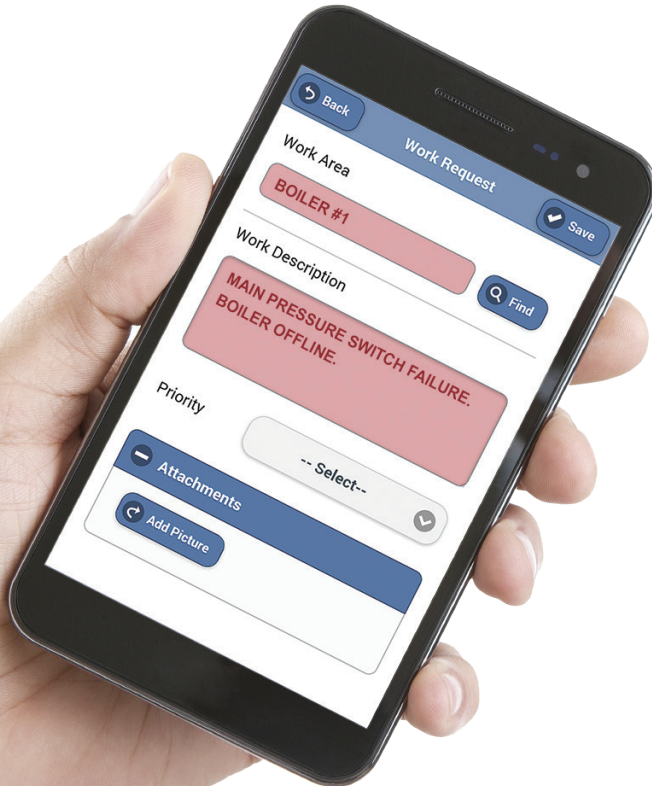 Back
Work Request
Save
Work Area
BOILER #1
Find
Work Description
MAIN PRESSURE SWITCH FAILURE.
BOILER OFFLINE.
Priority
-- Select--
Attachments
Add Picture